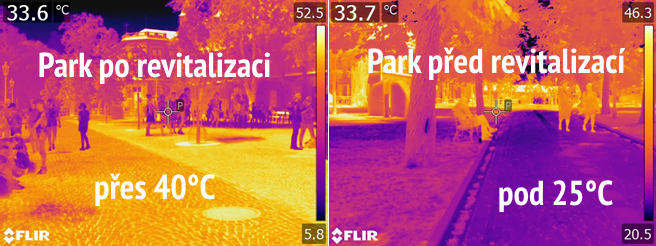 33.6 °C
52.5
Park po revitalizaci
P
přes 40°C
FLIR
5.8
33.7 °C
46.3
Park před revitalizací
P
pod 25°C
FLIR
20.5